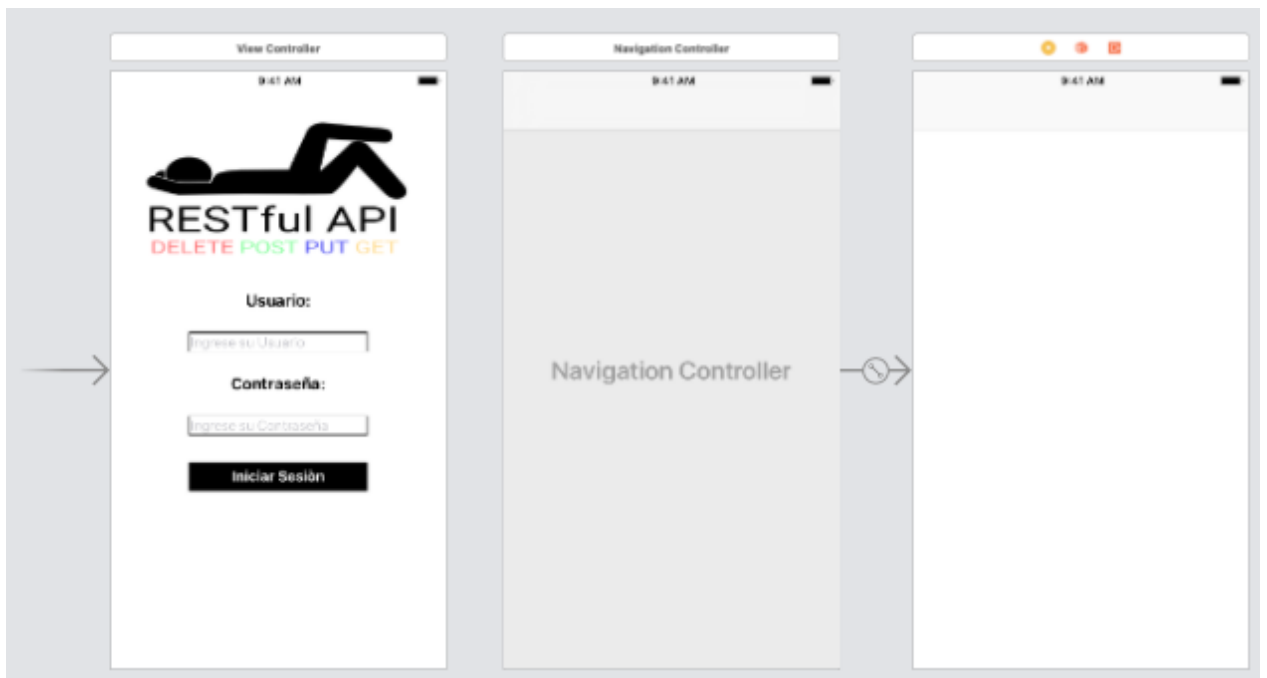 View Controller
9:41 AM
RESTful API
DELETE POST PUT GET
Usuario:
Ingrese su Usuario
Contraseña:
Ingrese su Contraseña
Iniciar Sesiòn
Navigation Controller
9:41 AM
Navigation Controller
9:41 AM